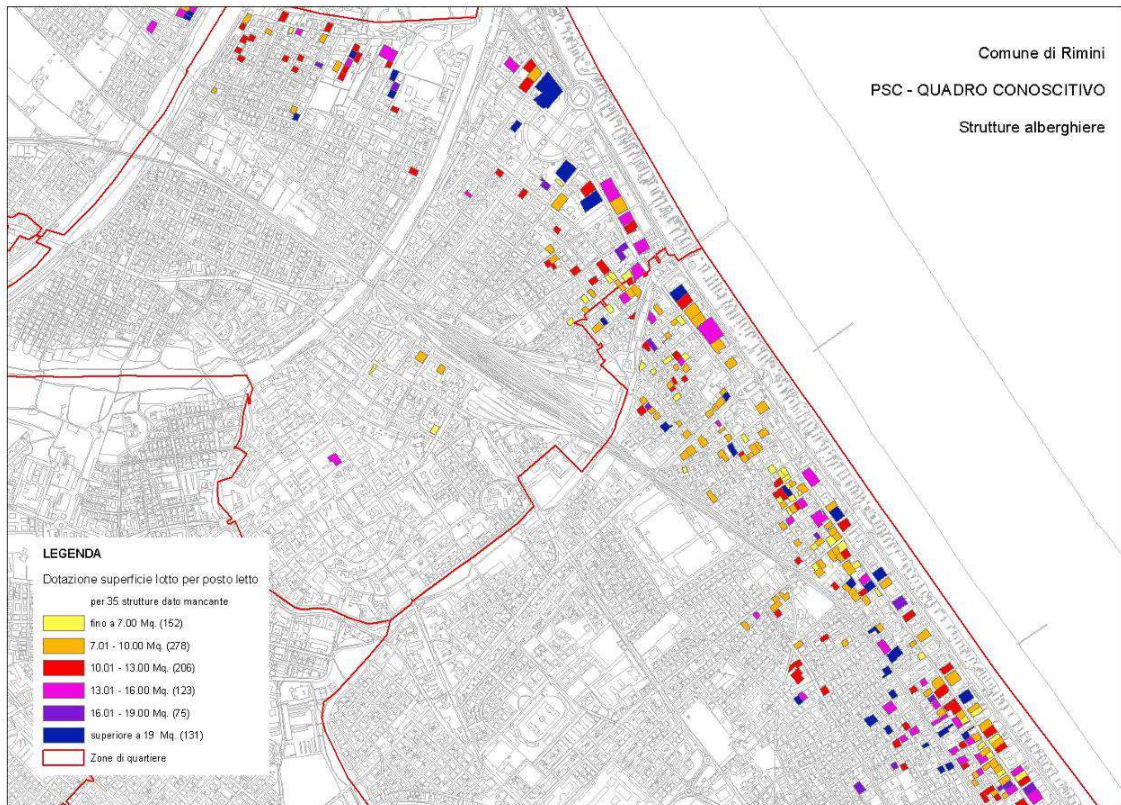 Comune di Rimini
PSC - QUADRO CONOSCITIVO
Strutture alberghiere
LEGENDA
Dotazione superficie lotto per posto letto
per 35 strutture dato mancante
fino a 7.00 Mq. (152)
7.01 - 10.00 Mq. (278)
10.01 - 13.00 Mq. (206)
13.01 - 16.00 Mq. (123)
16.01 - 19.00 Mq. (75)
superiore a 19 Mq. (131)
Zone di quartiere